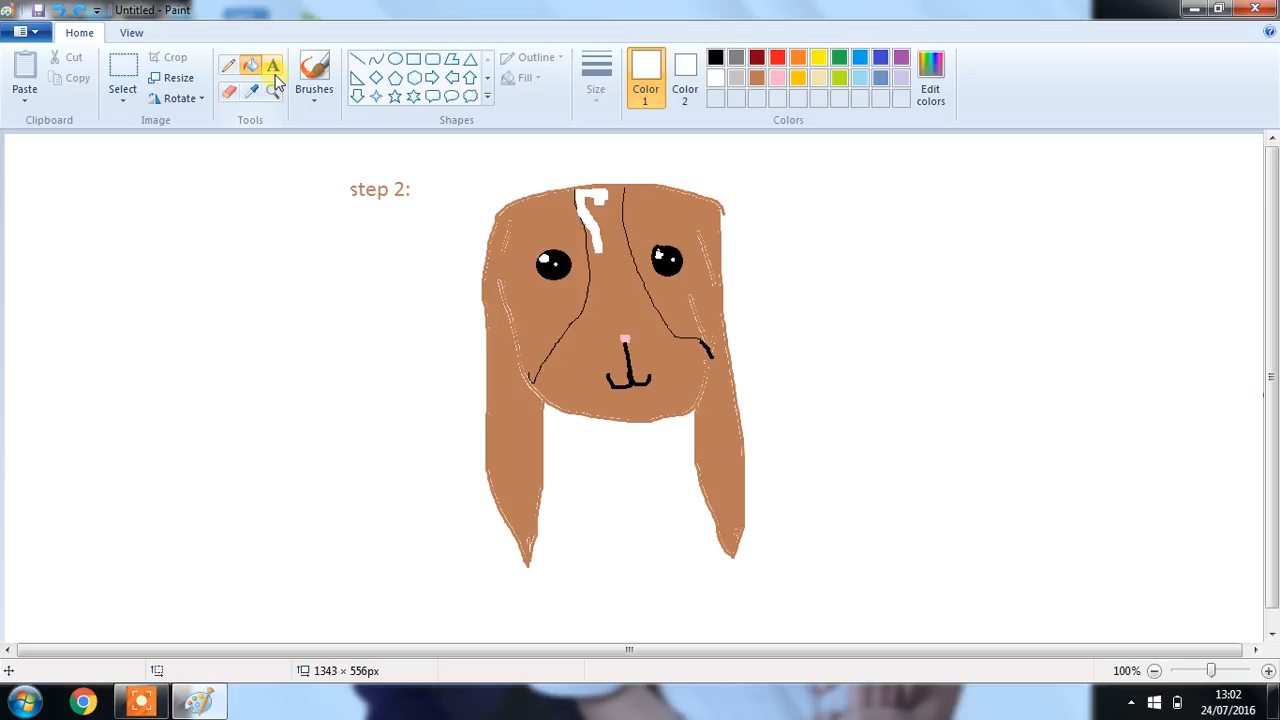 Untitled - Paint
Home View
Cut
Copy
Paste
Clipboard
Select
Crop
Resize
Rotate
Image
A
Tools
Brushes
Outline
Fill
Shapes
Size
Color 1
Color 2
Edit colors
Colors
step 2:
1343 × 556px
100%
13:02
24/07/2016